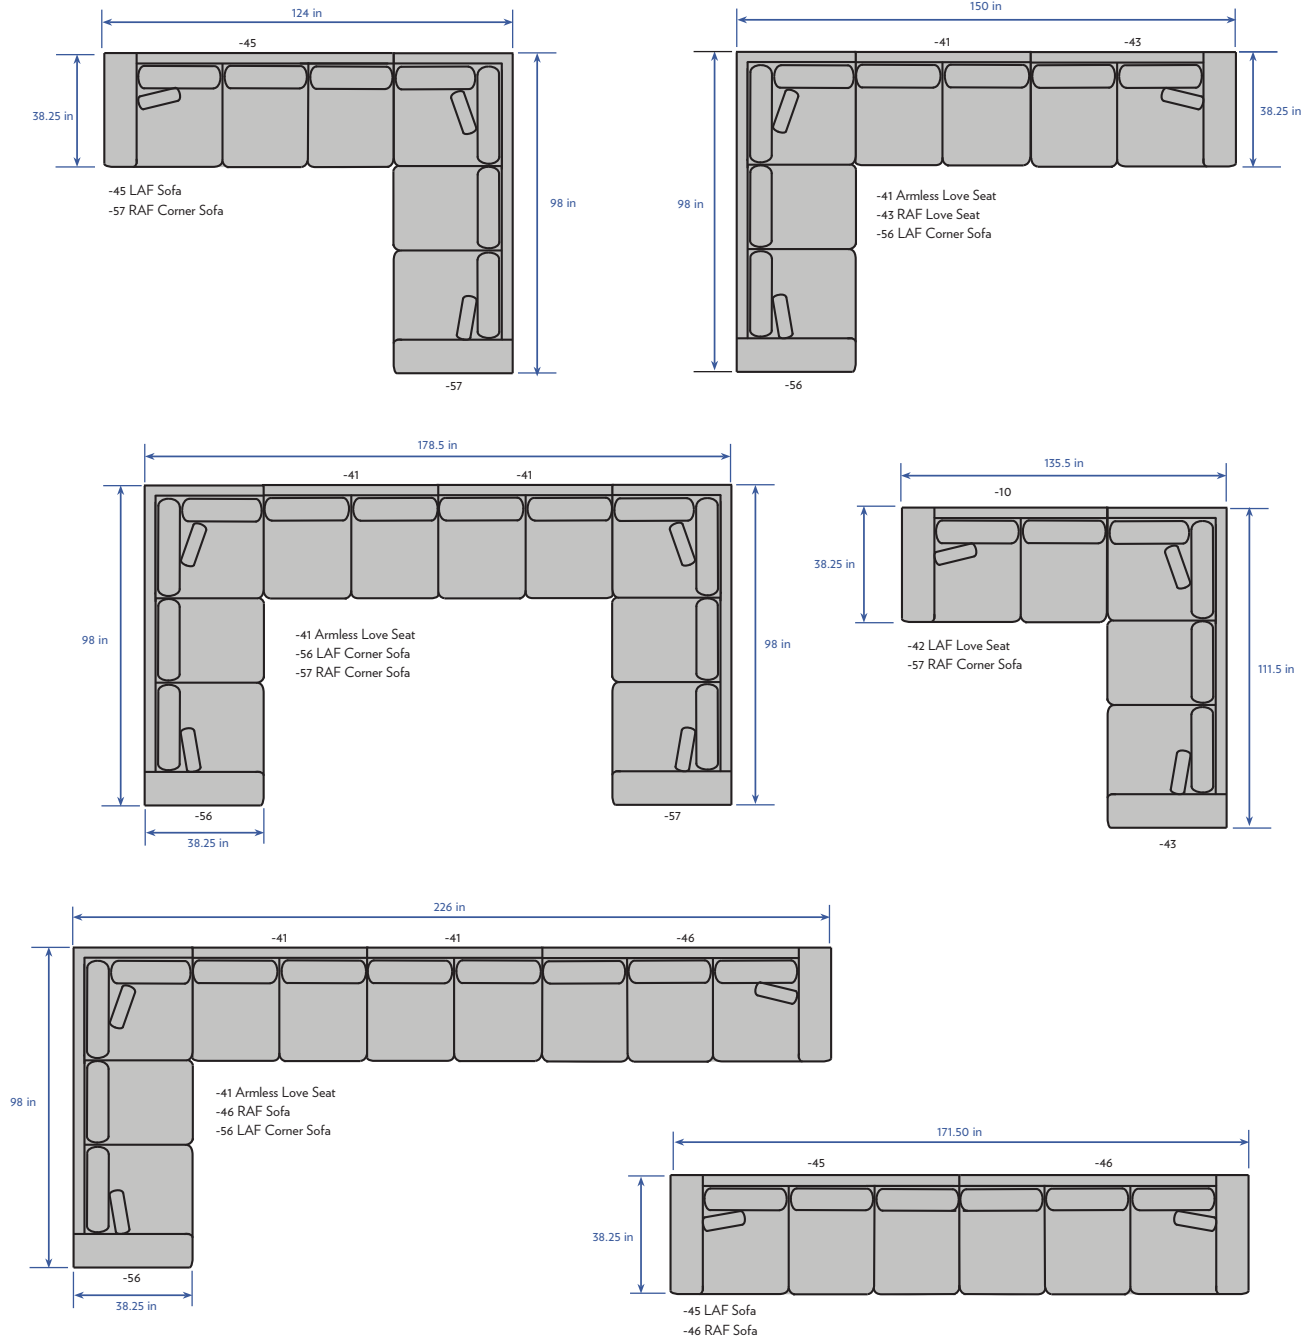 124 in
-45
38.25 in
98 in
-45 LAF Sofa
-57 RAF Corner Sofa
-57
150 in
-41
-43
38.25 in
98 in
-41 Armless Love Seat
-43 RAF Love Seat
-56 LAF Corner Sofa
-56
178.5 in
-41
-41
98 in
98 in
-41 Armless Love Seat
-56 LAF Corner Sofa
-57 RAF Corner Sofa
-56
-57
38.25 in
135.5 in
-10
38.25 in
-42 LAF Love Seat
-57 RAF Corner Sofa
111.5 in
-43
226 in
-41
-41
-46
98 in
-41 Armless Love Seat
-46 RAF Sofa
-56 LAF Corner Sofa
-56
38.25 in
171.50 in
-45
-46
38.25 in
-45 LAF Sofa
-46 RAF Sofa